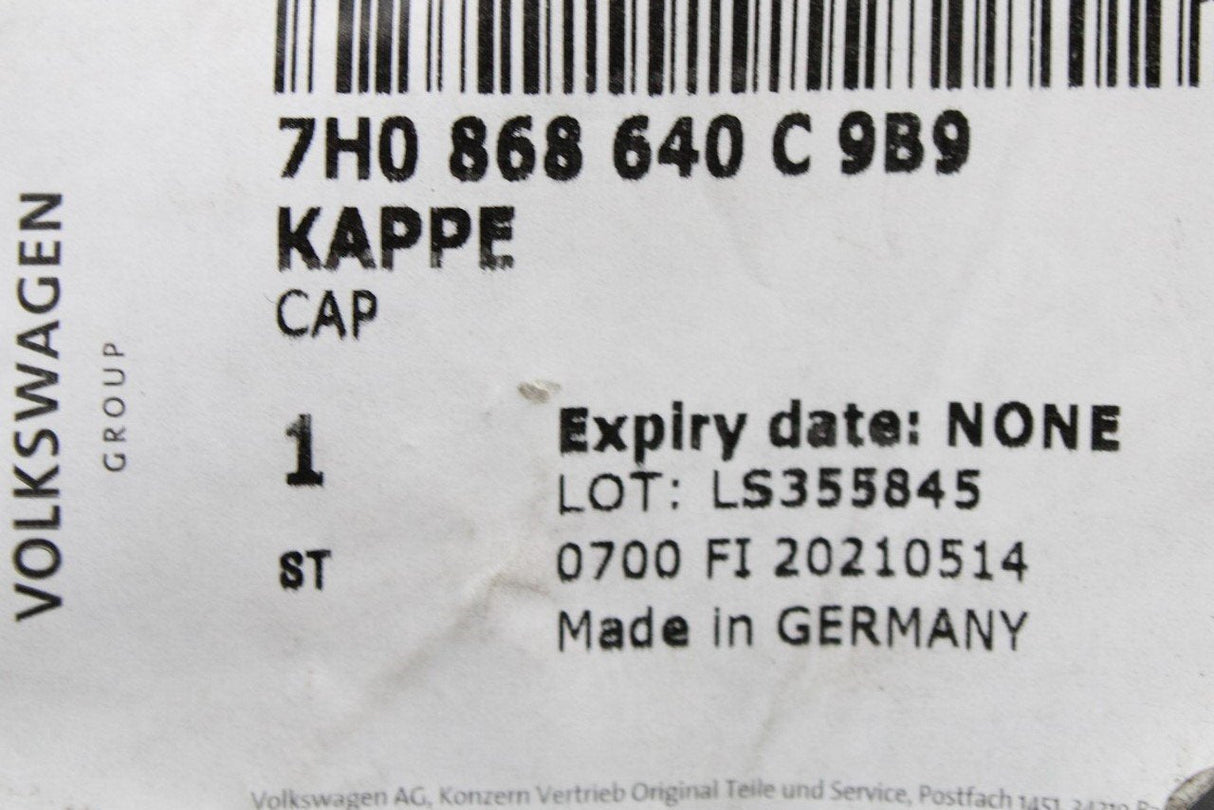 VOLKSWAGEN
GROUP
7H0 868 640 C 9B9
KAPPE
CAP
1
ST
Expiry date: NONE
LOT: LS355845
0700 FI 20210514
Made in GERMANY
Volkswagen AG, Konzern Vertrieb Original Teile und Service, Postfach 1451,